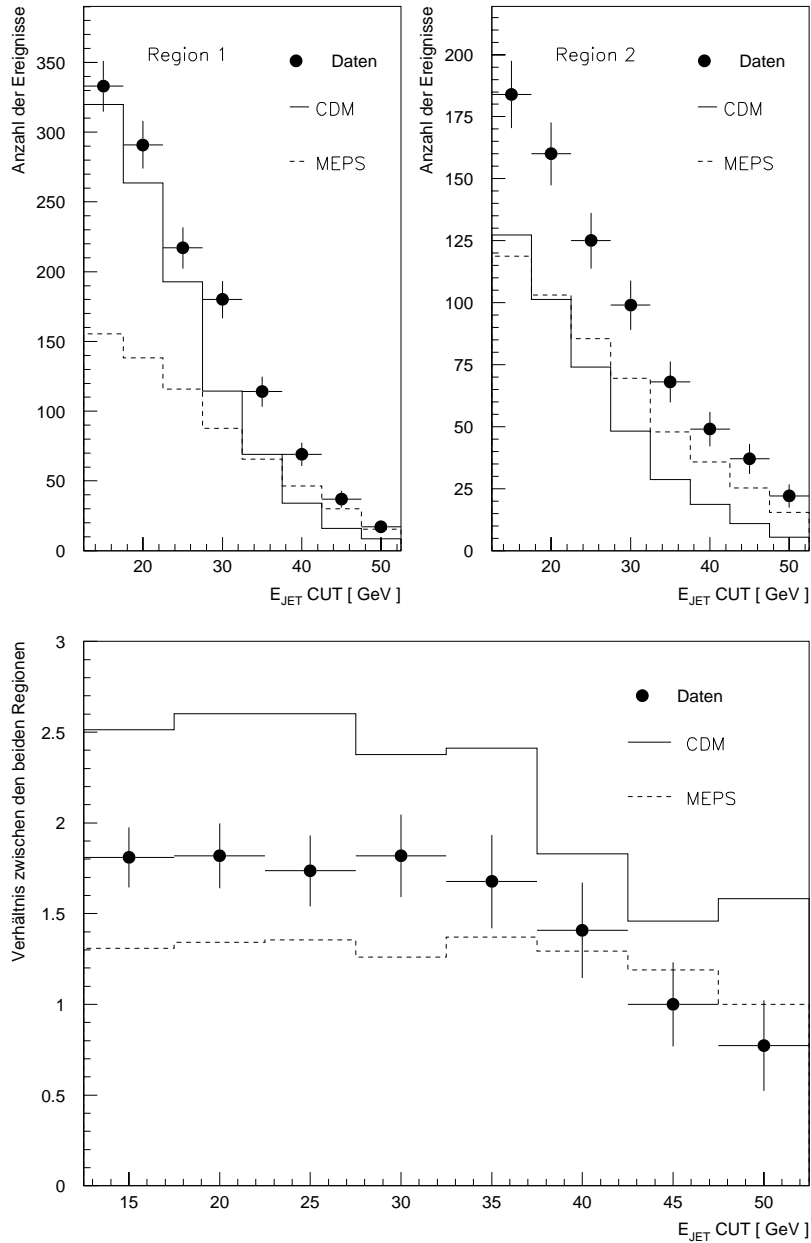 Anzahl der Ereignisse
350
300
250
200
150
100
50
0
Region 1
Daten
CDM
MEPS
20
30
40
50
E_JET CUT [ GeV ]
Anzahl der Ereignisse
200
175
150
125
100
75
50
25
0
Region 2
Daten
CDM
MEPS
20
30
40
50
E_JET CUT [ GeV ]
Verhältnis zwischen den beiden Regionen
3
2.5
2
1.5
1
0.5
0
Daten
CDM
MEPS
15
20
25
30
35
40
45
50
E_JET CUT [ GeV ]